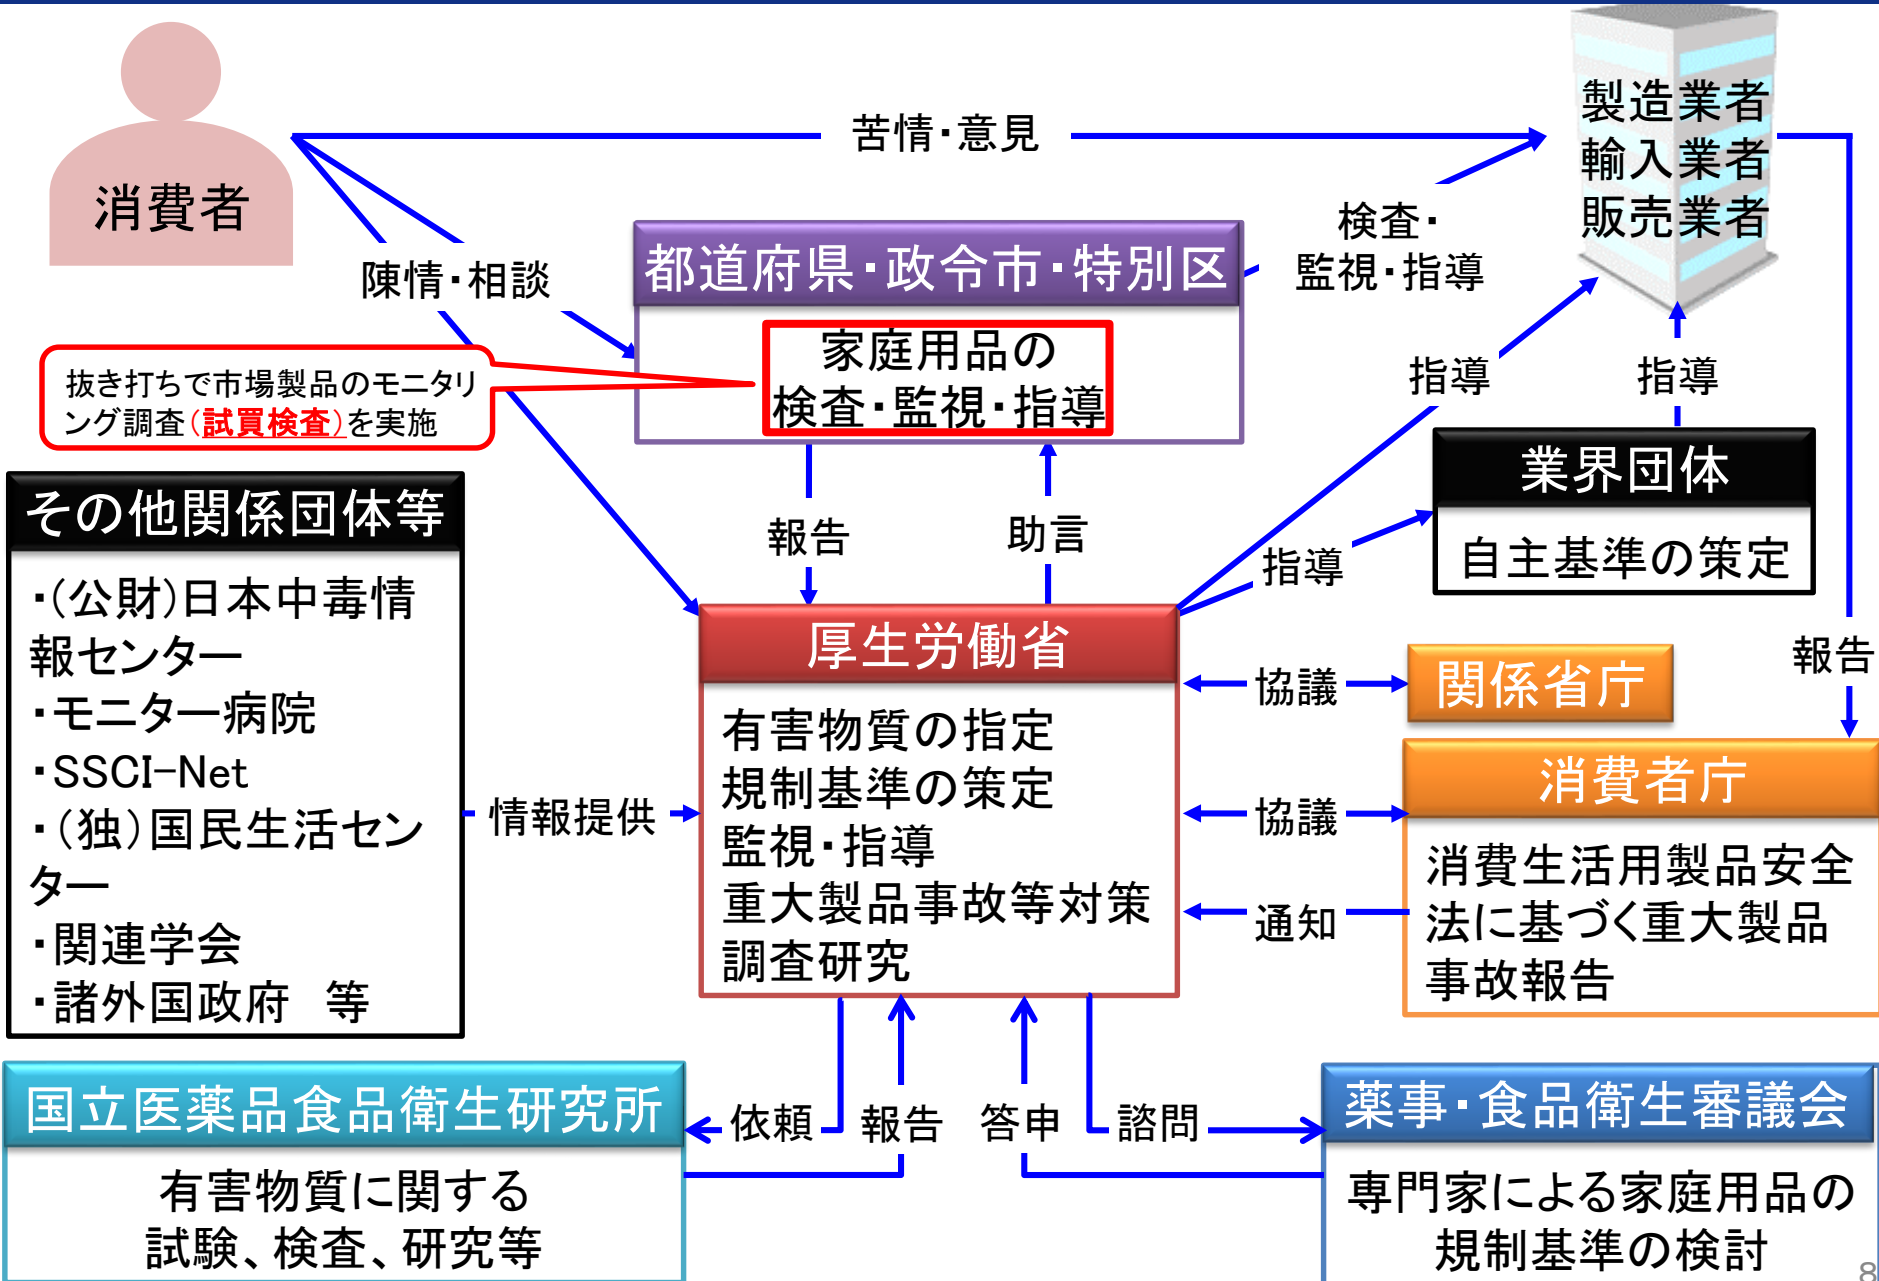 消費者
苦情・意見
製造業者
輸入業者
販売業者
検査・
監視・指導
陳情・相談
都道府県・政令市・特別区
家庭用品の
検査・監視・指導
抜き打ちで市場製品のモニタリ
ング調査(試買検査)を実施
指導
指導
業界団体
自主基準の策定
その他関係団体等
・(公財)日本中毒情
報センター
・モニター病院
・SSCI-Net
・(独)国民生活セン
ター
・関連学会
・諸外国政府　等
報告
助言
指導
厚生労働省
有害物質の指定
規制基準の策定
監視・指導
重大製品事故等対策
調査研究
情報提供
協議
関係省庁
報告
協議
通知
消費者庁
消費生活用製品安全
法に基づく重大製品
事故報告
国立医薬品食品衛生研究所
有害物質に関する
試験、検査、研究等
依頼
報告
答申
諮問
薬事・食品衛生審議会
専門家による家庭用品の
規制基準の検討
8